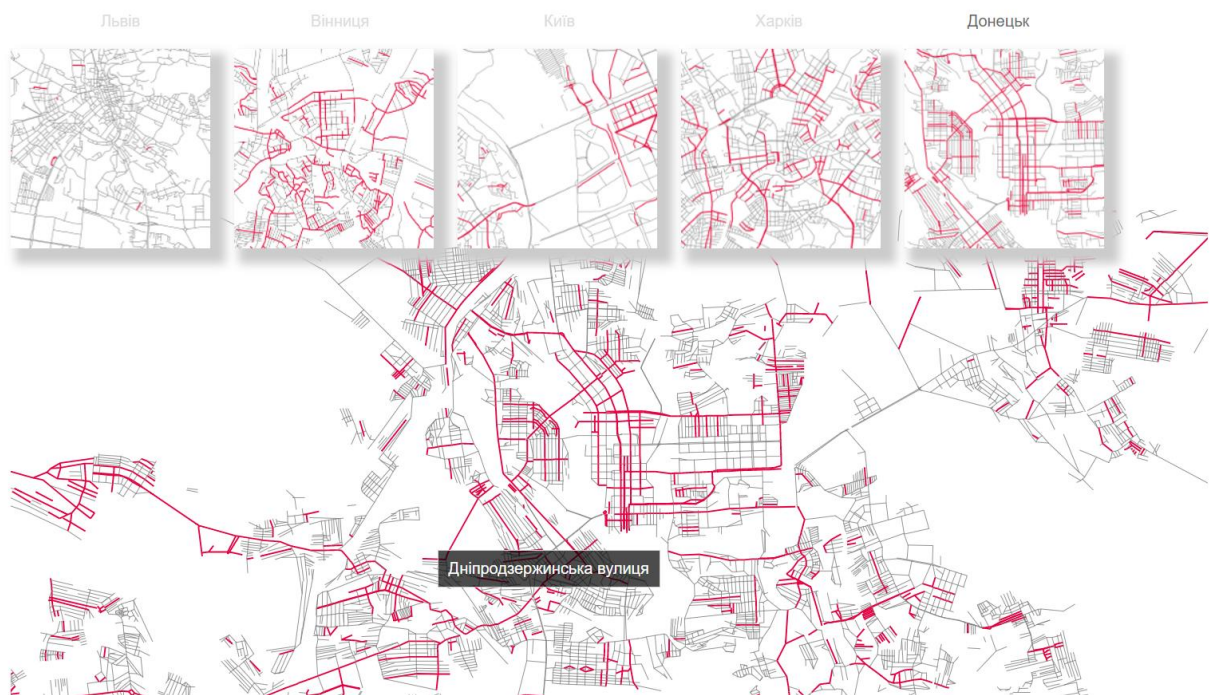 Львів
Вінниця
Київ
Харків
Донецьк
Дніпродзержинська вулиця